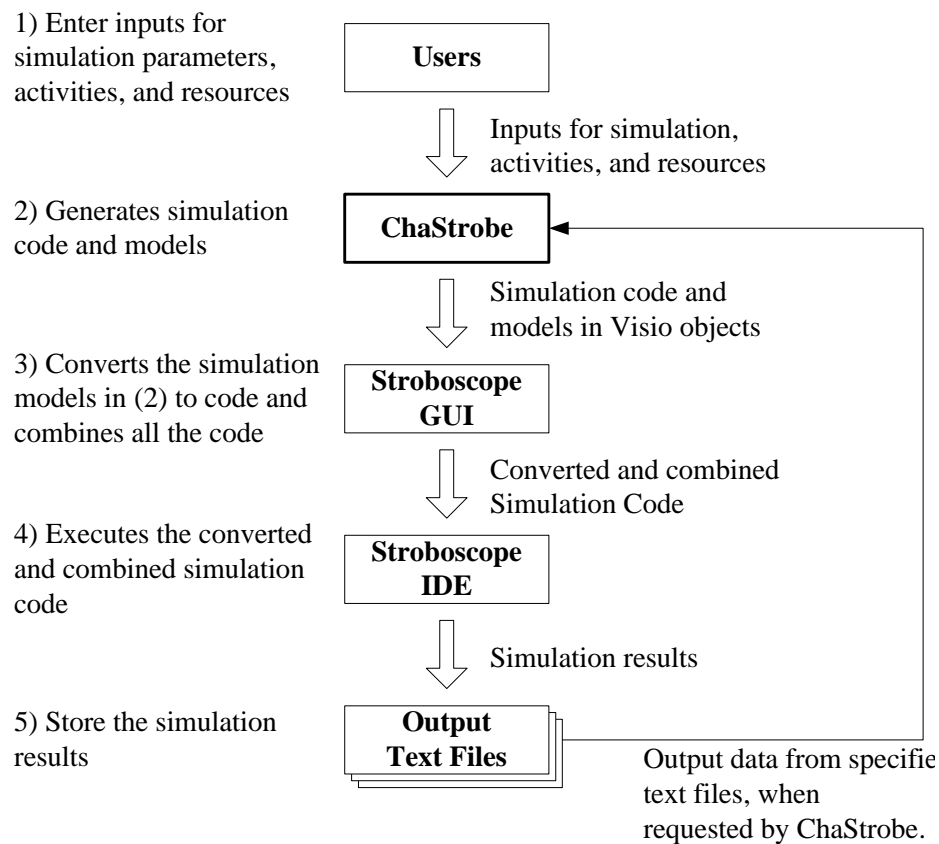 1) Enter inputs for
simulation parameters,
activities, and resources
Users
Inputs for simulation,
activities, and resources
2) Generates simulation
code and models
ChaStrobe
Simulation code and
models in Visio objects
3) Converts the simulation
models in (2) to code and
combines all the code
Stroboscope
GUI
Converted and combined
Simulation Code
4) Executes the converted
and combined simulation
code
Stroboscope
IDE
Simulation results
5) Store the simulation
results
Output
Text Files
Output data from specifie
text files, when
requested by ChaStrobe.